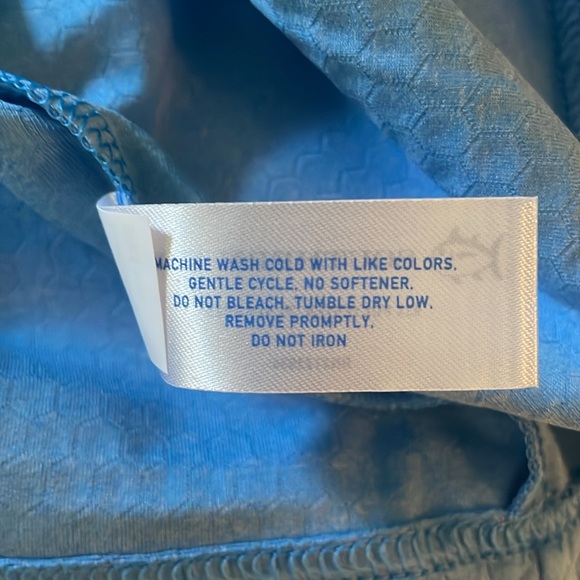 MACHINE WASH COLD WITH LIKE COLORS.
GENTLE CYCLE, NO SOFTENER.
DO NOT BLEACH. TUMBLE DRY LOW.
REMOVE PROMPTLY.
DO NOT IRON